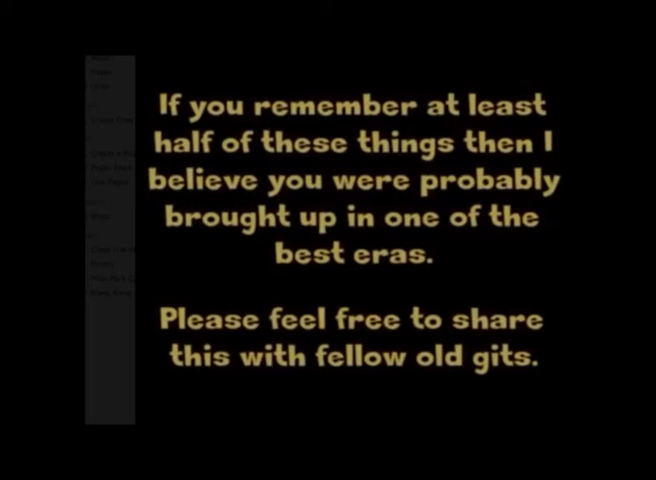 If you remember at least
half of these things then I
believe you were probably
brought up in one of the
best eras.
Please feel free to share
this with fellow old gits.